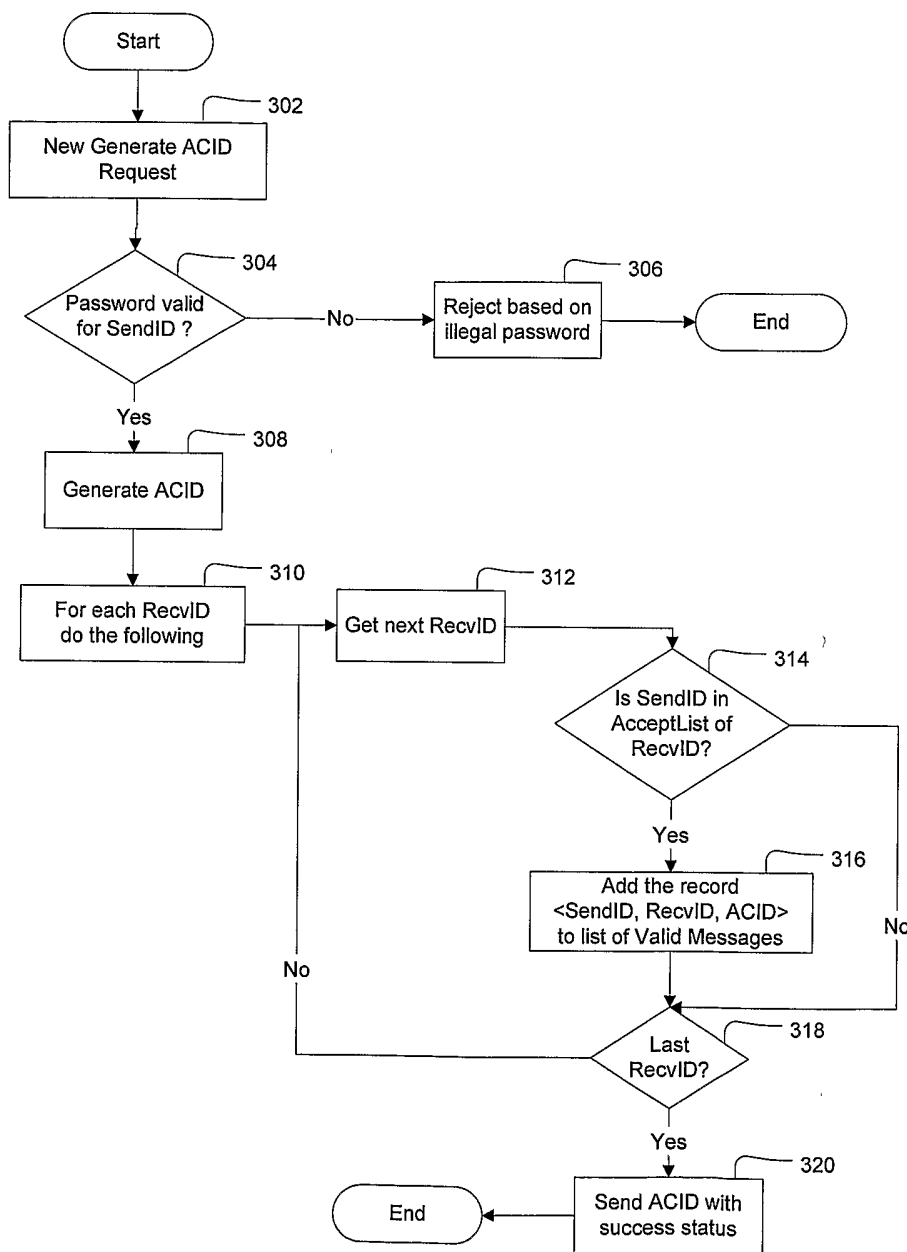 Start
302
New Generate ACID
Request
304
Password valid
for SendID ?
No
306
Reject based on
illegal password
End
Yes
308
Generate ACID
310
For each RecvID
do the following
312
Get next RecvID
314
Is SendID in
AcceptList of
RecvID?
Yes
No
316
Add the record
<SendID, RecvID, ACID>
to list of Valid Messages
No
318
Last
RecvID?
Yes
320
Send ACID with
success status
End